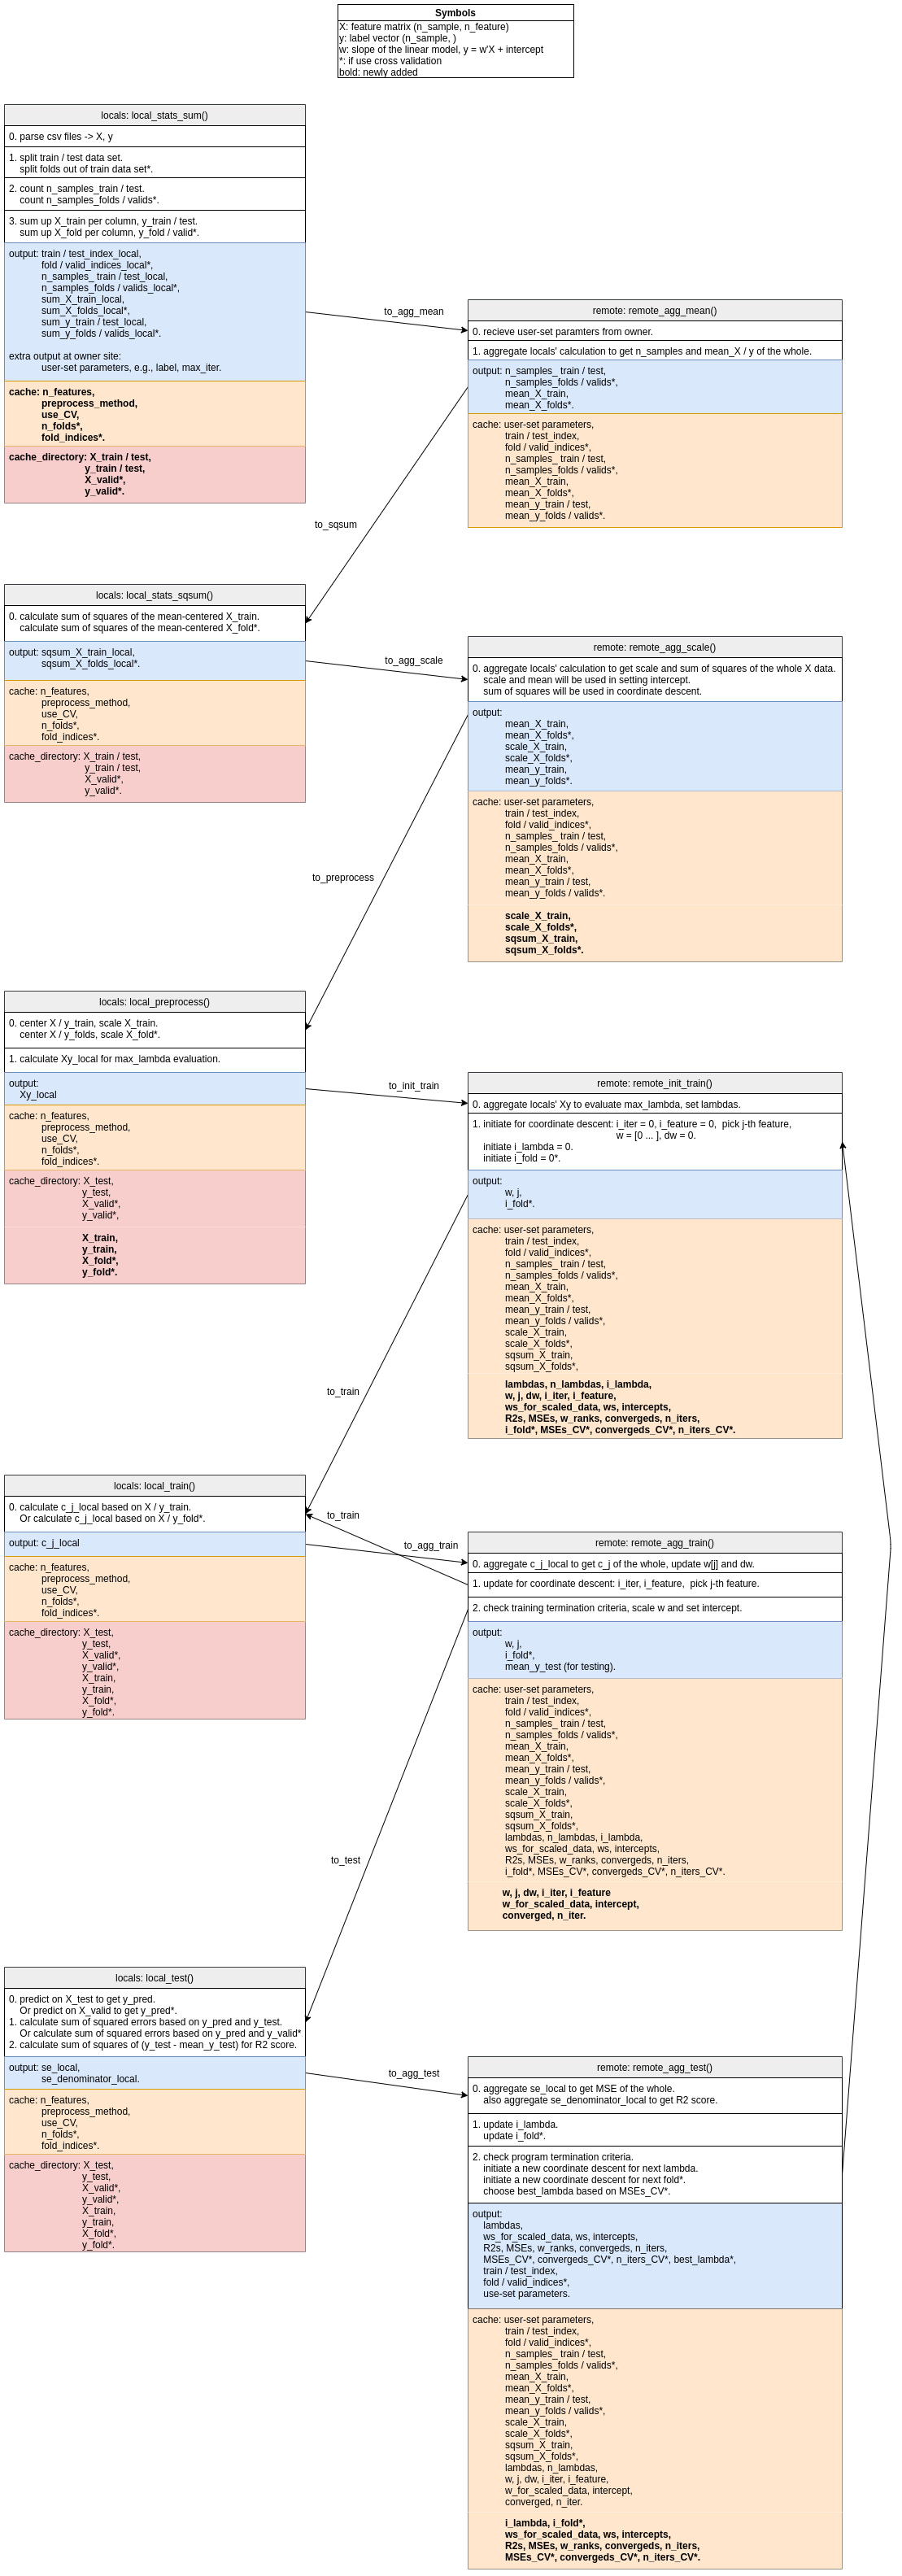 Symbols
X: feature matrix (n_sample, n_feature)
y: label vector (n_sample, )
w: slope of the linear model, y = w'X + intercept
*: if use cross validation
bold: newly added
locals: local_stats_sum()
0. parse csv files -> X, y
1. split train / test data set.
split folds out of train data set*.
2. count n_samples_train / test.
count n_samples_folds / valids*.
3. sum up X_train per column, y_train / test.
sum up X_fold per column, y_fold / valid*.
output: train / test_index_local,
fold / valid_indices_local*,
n_samples_ train / test_local,
n_samples_folds / valids_local*,
sum_X_train_local,
sum_X_folds_local*,
sum_y_train / test_local,
sum_y_folds / valids_local*.
extra output at owner site:
user-set parameters, e.g., label, max_iter.
cache: n_features,
preprocess_method,
use_CV,
n_folds*,
fold_indices*.
cache_directory: X_train / test,
y_train / test,
X_valid*,
y_valid*.
to_agg_mean
remote: remote_agg_mean()
0. recieve user-set paramters from owner.
1. aggregate locals' calculation to get n_samples and mean_X / y of the whole.
output: n_samples_ train / test,
n_samples_folds / valids*,
mean_X_train,
mean_X_folds*.
cache: user-set parameters,
train / test_index,
fold / valid_indices*,
n_samples_ train / test,
n_samples_folds / valids*,
mean_X_train,
mean_X_folds*,
mean_y_train / test,
mean_y_folds / valids*.
to_sqsum
locals: local_stats_sqsum()
0. calculate sum of squares of the mean-centered X_train.
calculate sum of squares of the mean-centered X_fold*.
output: sqsum_X_train_local,
sqsum_X_folds_local*.
cache: n_features,
preprocess_method,
use_CV,
n_folds*,
fold_indices*.
cache_directory: X_train / test,
y_train / test,
X_valid*,
y_valid*.
to_agg_scale
remote: remote_agg_scale()
0. aggregate locals' calculation to get scale and sum of squares of the whole X data.
scale and mean will be used in setting intercept.
sum of squares will be used in coordinate descent.
output:
mean_X_train,
mean_X_folds*,
scale_X_train,
scale_X_folds*,
mean_y_train,
mean_y_folds*.
cache: user-set parameters,
train / test_index,
fold / valid_indices*,
n_samples_ train / test,
n_samples_folds / valids*,
mean_X_train,
mean_X_folds*,
mean_y_train / test,
mean_y_folds / valids*.
scale_X_train,
scale_X_folds*,
sqsum_X_train,
sqsum_X_folds*.
to_preprocess
locals: local_preprocess()
0. center X / y_train, scale X_train.
center X / y_folds, scale X_fold*.
1. calculate Xy_local for max_lambda evaluation.
output:
Xy_local
cache: n_features,
preprocess_method,
use_CV,
n_folds*,
fold_indices*.
cache_directory: X_test,
y_test,
X_valid*,
y_valid*,
X_train,
y_train,
X_fold*,
y_fold*.
to_init_train
remote: remote_init_train()
0. aggregate locals' Xy to evaluate max_lambda, set lambdas.
1. initiate for coordinate descent: i_iter = 0, i_feature = 0,  pick j-th feature,
w = [0 ... ], dw = 0.
initiate i_lambda = 0.
initiate i_fold = 0*.
output:
w, j,
i_fold*.
cache: user-set parameters,
train / test_index,
fold / valid_indices*,
n_samples_ train / test,
n_samples_folds / valids*,
mean_X_train,
mean_X_folds*,
mean_y_train / test,
mean_y_folds / valids*,
scale_X_train,
scale_X_folds*,
sqsum_X_train,
sqsum_X_folds*,
lambdas, n_lambdas, i_lambda,
w, j, dw, i_iter, i_feature,
ws_for_scaled_data, ws, intercepts,
R2s, MSEs, w_ranks, convergeds, n_iters,
i_fold*, MSEs_CV*, convergeds_CV*, n_iters_CV*.
to_train
locals: local_train()
0. calculate c_j_local based on X / y_train.
Or calculate c_j_local based on X / y_fold*.
output: c_j_local
cache: n_features,
preprocess_method,
use_CV,
n_folds*,
fold_indices*.
cache_directory: X_test,
y_test,
X_valid*,
y_valid*,
X_train,
y_train,
X_fold*,
y_fold*.
to_train
to_agg_train
remote: remote_agg_train()
0. aggregate c_j_local to get c_j of the whole, update w[j] and dw.
1. update for coordinate descent: i_iter, i_feature,  pick j-th feature.
2. check training termination criteria, scale w and set intercept.
output:
w, j,
i_fold*,
mean_y_test (for testing).
cache: user-set parameters,
train / test_index,
fold / valid_indices*,
n_samples_ train / test,
n_samples_folds / valids*,
mean_X_train,
mean_X_folds*,
mean_y_train / test,
mean_y_folds / valids*,
scale_X_train,
scale_X_folds*,
sqsum_X_train,
sqsum_X_folds*,
lambdas, n_lambdas, i_lambda,
ws_for_scaled_data, ws, intercepts,
R2s, MSEs, w_ranks, convergeds, n_iters,
i_fold*, MSEs_CV*, convergeds_CV*, n_iters_CV*.
w, j, dw, i_iter, i_feature
w_for_scaled_data, intercept,
converged, n_iter.
to_test
locals: local_test()
0. predict on X_test to get y_pred.
Or predict on X_valid to get y_pred*.
1. calculate sum of squared errors based on y_pred and y_test.
Or calculate sum of squared errors based on y_pred and y_valid*
2. calculate sum of squares of (y_test - mean_y_test) for R2 score.
output: se_local,
se_denominator_local.
cache: n_features,
preprocess_method,
use_CV,
n_folds*,
fold_indices*.
cache_directory: X_test,
y_test,
X_valid*,
y_valid*,
X_train,
y_train,
X_fold*,
y_fold*.
to_agg_test
remote: remote_agg_test()
0. aggregate se_local to get MSE of the whole.
also aggregate se_denominator_local to get R2 score.
1. update i_lambda.
update i_fold*.
2. check program termination criteria.
initiate a new coordinate descent for next lambda.
initiate a new coordinate descent for next fold*.
choose best_lambda based on MSEs_CV*.
output:
lambdas,
ws_for_scaled_data, ws, intercepts,
R2s, MSEs, w_ranks, convergeds, n_iters,
MSEs_CV*, convergeds_CV*, n_iters_CV*, best_lambda*,
train / test_index,
fold / valid_indices*,
use-set parameters.
cache: user-set parameters,
train / test_index,
fold / valid_indices*,
n_samples_ train / test,
n_samples_folds / valids*,
mean_X_train,
mean_X_folds*,
mean_y_train / test,
mean_y_folds / valids*,
scale_X_train,
scale_X_folds*,
sqsum_X_train,
sqsum_X_folds*,
lambdas, n_lambdas,
w, j, dw, i_iter, i_feature,
w_for_scaled_data, intercept,
converged, n_iter.
i_lambda, i_fold*,
ws_for_scaled_data, ws, intercepts,
R2s, MSEs, w_ranks, convergeds, n_iters,
MSEs_CV*, convergeds_CV*, n_iters_CV*.